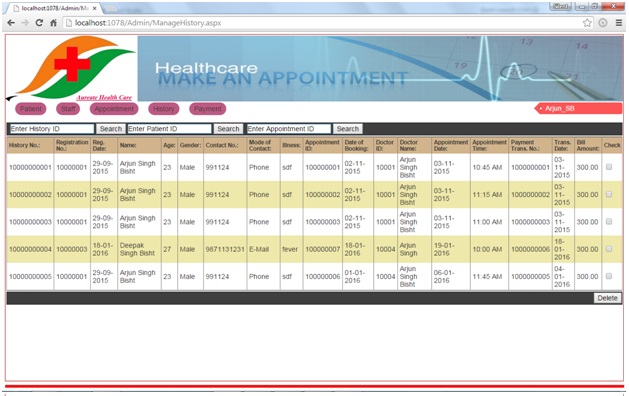 localhost:1078/Admin/Ma
localhost:1078/Admin/ManageHistory.aspx
Healthcare
MAKE AN APPOINTMENT
Aureate Health Care
Patient Staff Appointment History Payment
Arjun_SB
Enter History ID Search Enter Patient ID Search Enter Appointment ID Search
History No.: Registration No.: Reg. Date: Name: Age: Gender: Contact No.: Mode of Contact: Illness: Appointment ID: Date of Booking: Doctor ID: Doctor Name: Appointment Date: Appointment Time: Payment Trans. No.: Trans. Date: Bill Amount: Check
10000000001 10000001 29-09-2015 Arjun Singh Bisht 23 Male 991124 Phone sdf 100000001 02-11-2015 10001 Arjun Singh Bisht 03-11-2015 10:45 AM 1000000001 03-11-2015 300.00
10000000002 10000001 29-09-2015 Arjun Singh Bisht 23 Male 991124 Phone sdf 100000002 02-11-2015 10001 Arjun Singh Bisht 03-11-2015 11:15 AM 1000000002 03-11-2015 300.00
10000000003 10000001 29-09-2015 Arjun Singh Bisht 23 Male 991124 Phone sdf 100000003 02-11-2015 10001 Arjun Singh Bisht 03-11-2015 11:00 AM 1000000003 03-11-2015 300.00
10000000004 10000003 18-01-2016 Deepak Singh Bisht 27 Male 9871131231 E-Mail fever 100000007 18-01-2016 10004 Arjun Singh Bisht 19-01-2016 10:00 AM 1000000006 18-01-2016 300.00
10000000005 10000001 29-09-2015 Arjun Singh Bisht 23 Male 991124 Phone sdf 100000006 01-01-2016 10004 Arjun Singh Bisht 06-01-2016 11:45 AM 1000000005 04-01-2016 300.00
Delete